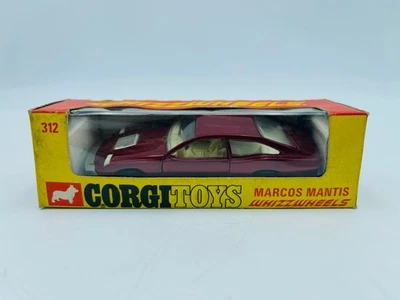 312
CORGI TOYS
MARCOS MANTIS
WHIZZWHEELS